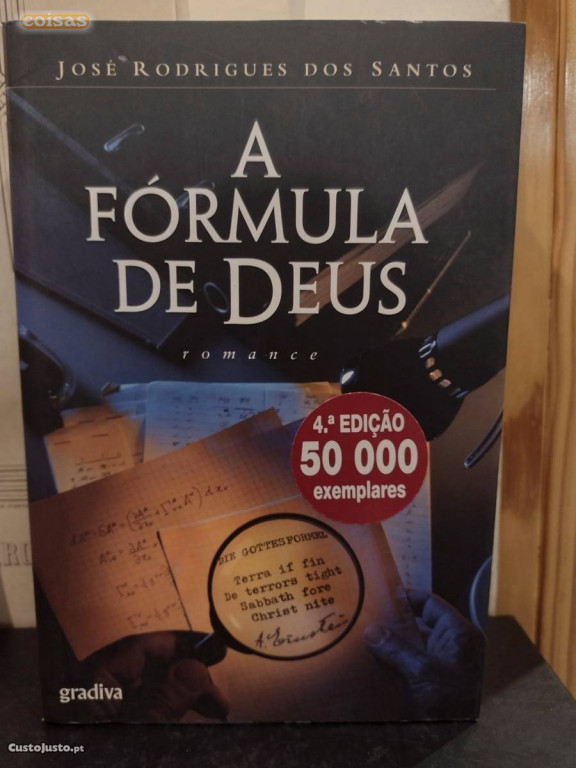 coisas
JOSÉ RODRIGUES DOS SANTOS
A
FÓRMULA
DE DEUS
romance
4.ª EDIÇÃO
50 000
exemplares
DIE GOTTESFORMEL
Terra if fin
De terrors tight
Sabbath fore
Christ nite
A. Einstein
gradiva
CustoJusto.pt